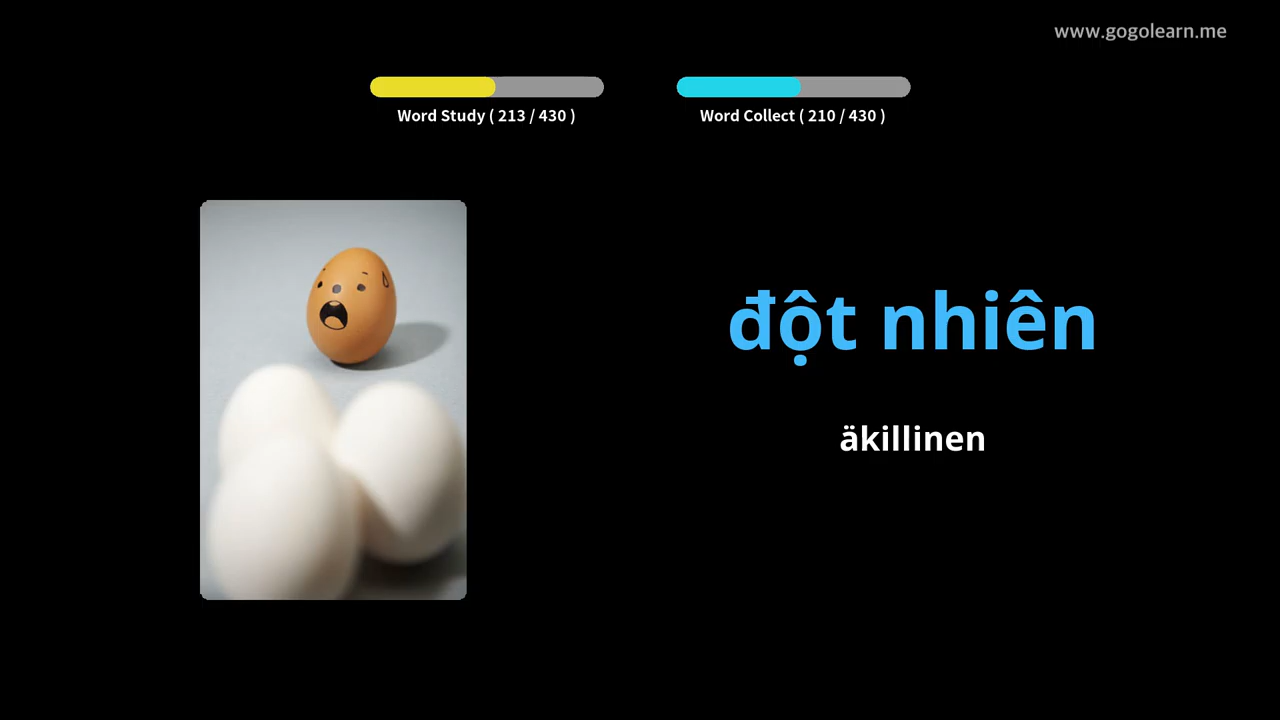 www.gogolearn.me
Word Study ( 213 / 430 )
Word Collect ( 210 / 430 )
đột nhiên
äkillinen